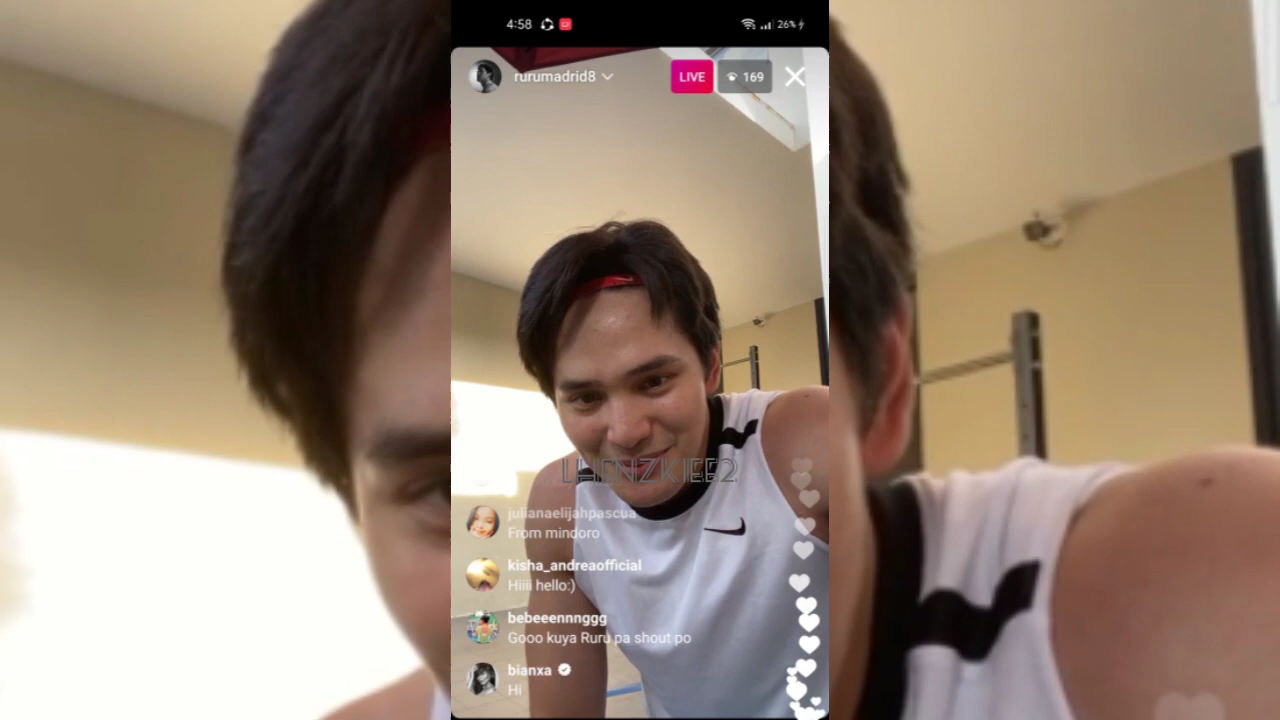 4:58
26%
rurumadrid8
LIVE
169
LHENZKIEE2
julianaelijahpascua
From mindoro
kisha_andreaofficial
Hiiii hello:)
bebeeennnggg
Gooo kuya Ruru pa shout po
bianxa
Hi